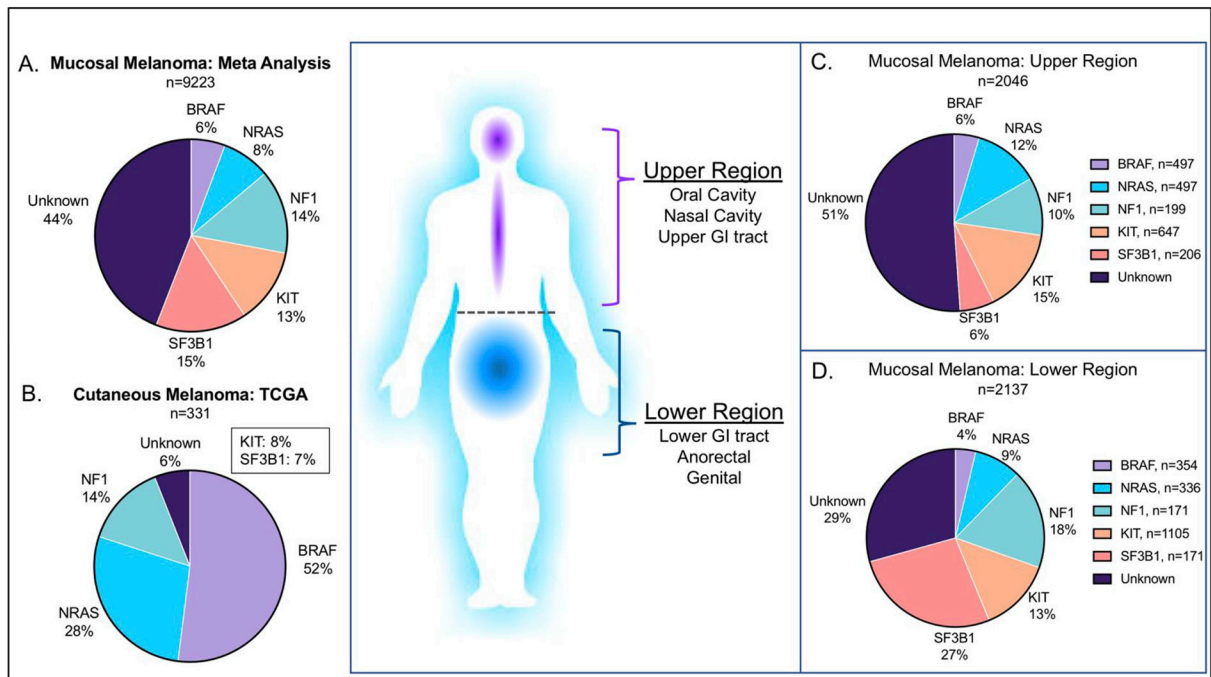 A. Mucosal Melanoma: Meta Analysis
n=9223
BRAF
6%
NRAS
8%
NF1
14%
KIT
13%
SF3B1
15%
Unknown
44%
B. Cutaneous Melanoma: TCGA
n=331
KIT: 8%
SF3B1: 7%
Unknown
6%
NF1
14%
BRAF
52%
NRAS
28%
Upper Region
Oral Cavity
Nasal Cavity
Upper GI tract
Lower Region
Lower GI tract
Anorectal
Genital
C. Mucosal Melanoma: Upper Region
n=2046
BRAF
6%
NRAS
12%
NF1
10%
KIT
15%
SF3B1
6%
Unknown
51%
BRAF, n=497
NRAS, n=497
NF1, n=199
KIT, n=647
SF3B1, n=206
Unknown
D. Mucosal Melanoma: Lower Region
n=2137
BRAF
4%
NRAS
9%
NF1
18%
KIT
13%
SF3B1
27%
Unknown
29%
BRAF, n=354
NRAS, n=336
NF1, n=171
KIT, n=1105
SF3B1, n=171
Unknown